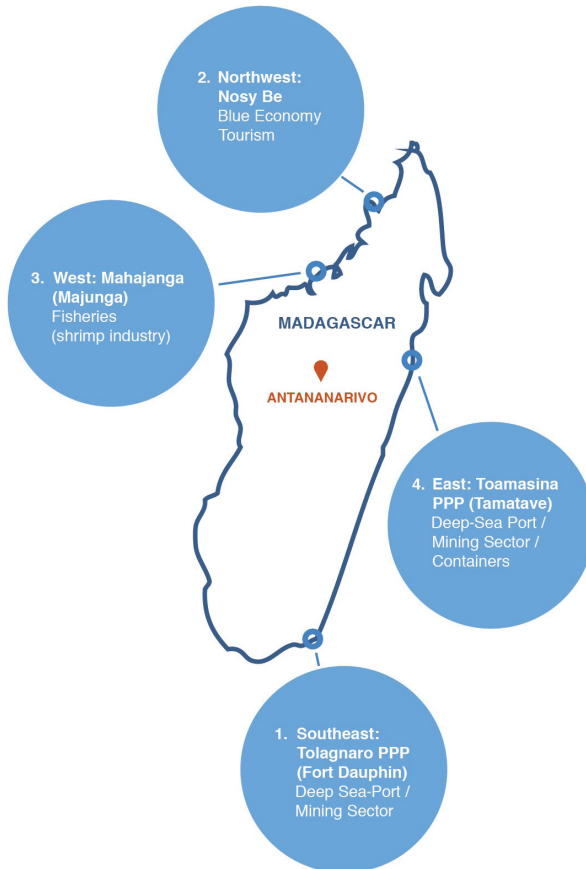 2. Northwest:
Nosy Be
Blue Economy
Tourism
3. West: Mahajanga
(Majunga)
Fisheries
(shrimp industry)
MADAGASCAR
ANTANANARIVO
4. East: Toamasina
PPP (Tamatave)
Deep-Sea Port /
Mining Sector /
Containers
1. Southeast:
Tolagnaro PPP
(Fort Dauphin)
Deep Sea-Port /
Mining Sector